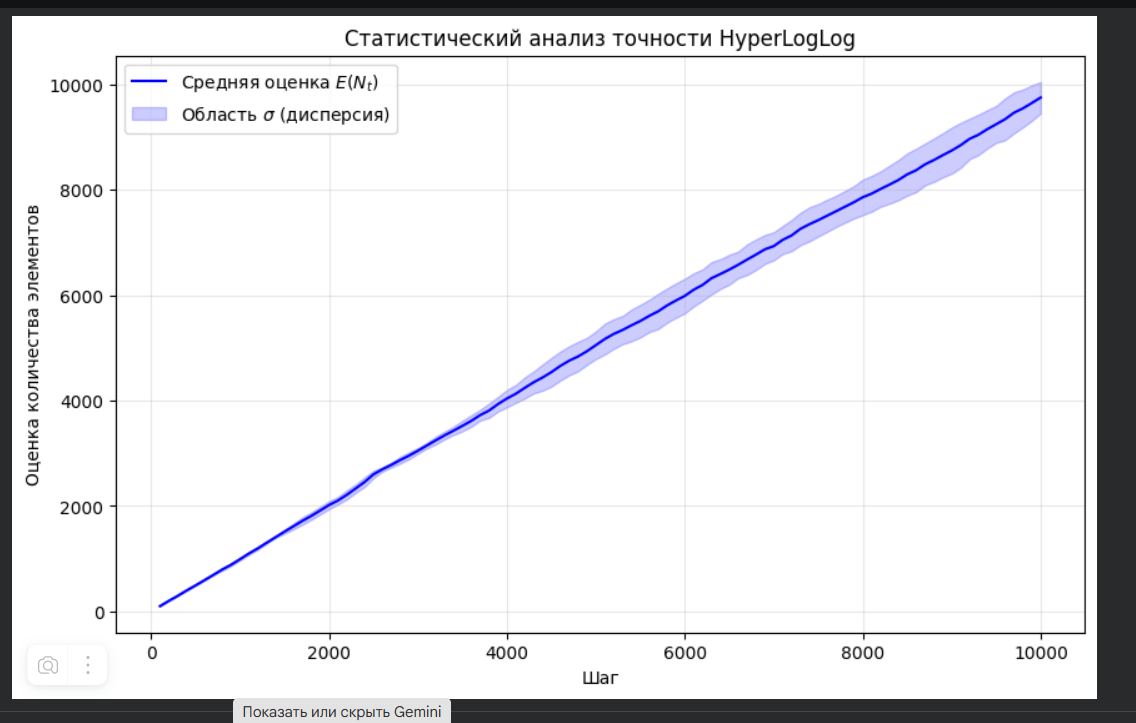 Статистический анализ точности HyperLogLog
Средняя оценка E(Nₜ)
Область σ (дисперсия)
Оценка количества элементов
10000
8000
6000
4000
2000
0
0 2000 4000 6000 8000 10000
Шаг
Показать или скрыть Gemini